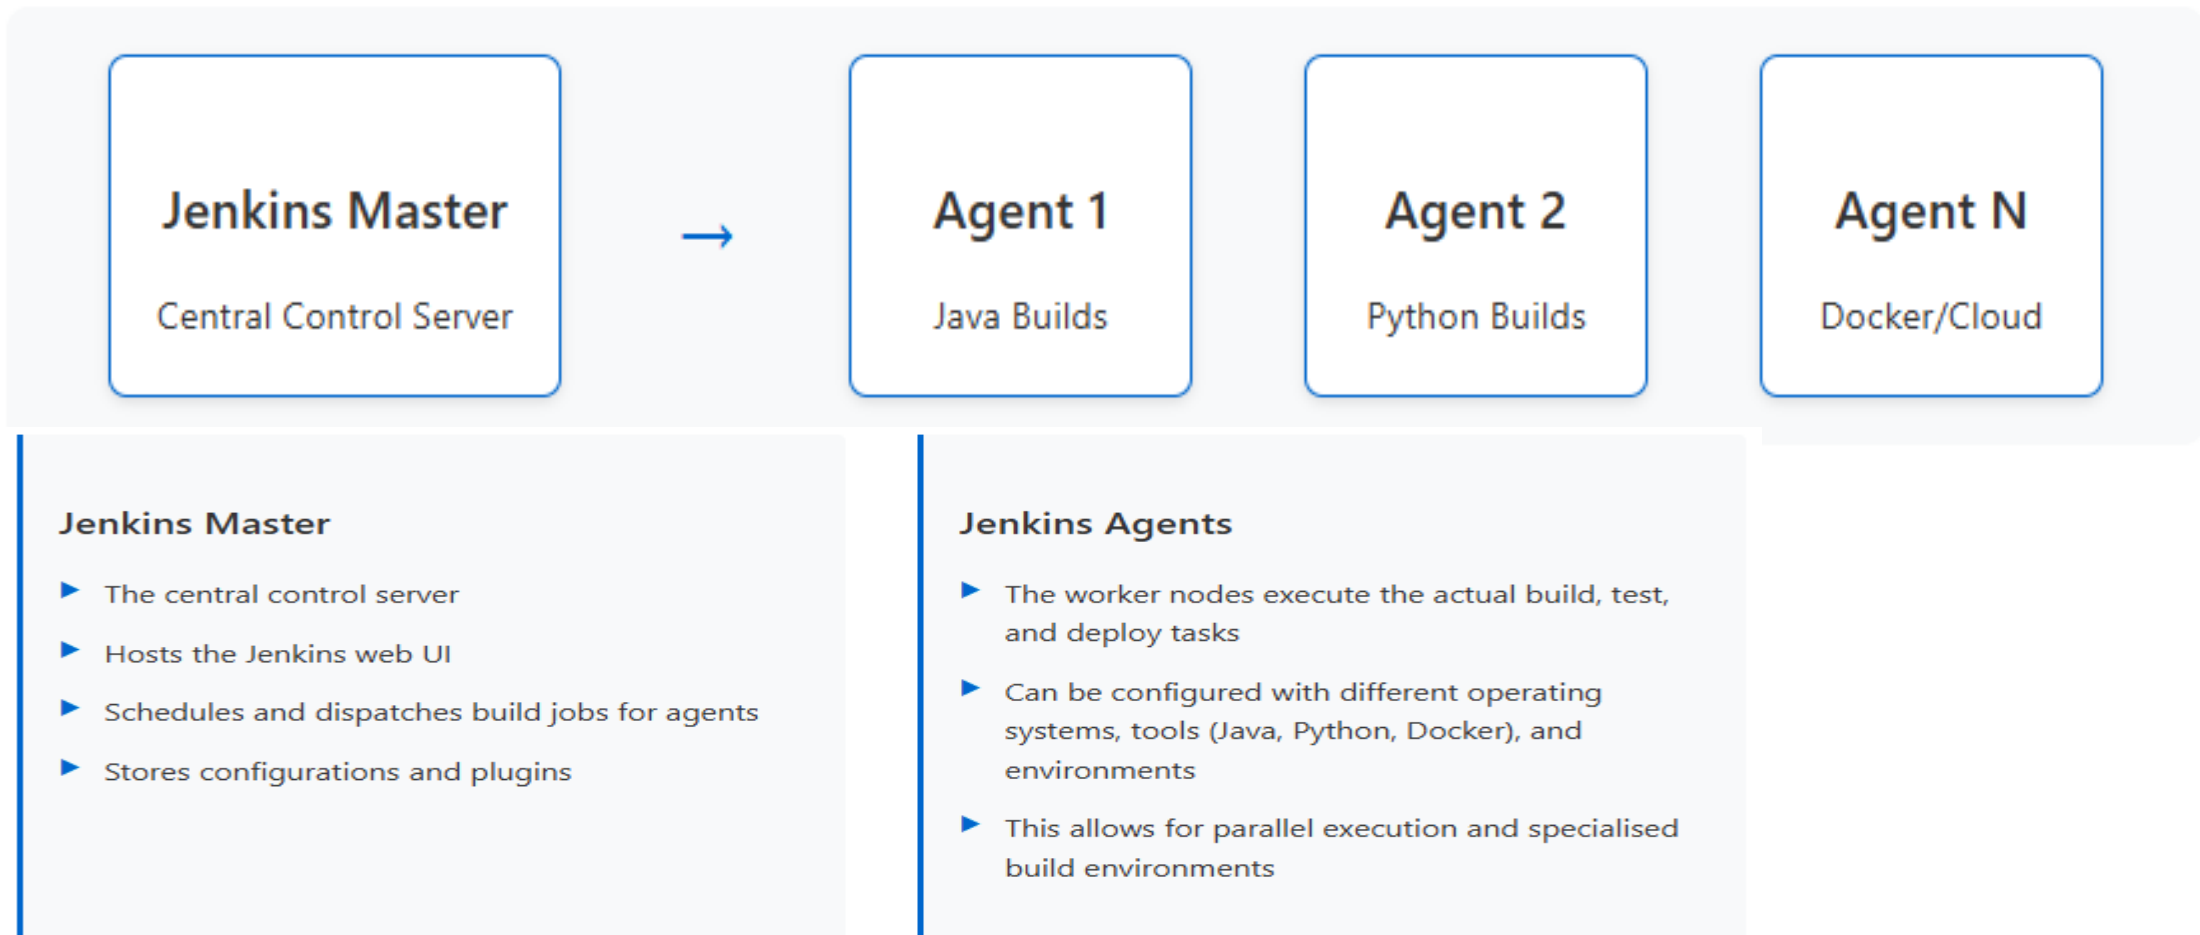 Jenkins Master
Central Control Server
→
Agent 1
Java Builds
Agent 2
Python Builds
Agent N
Docker/Cloud
Jenkins Master
▶ The central control server
▶ Hosts the Jenkins web UI
▶ Schedules and dispatches build jobs for agents
▶ Stores configurations and plugins
Jenkins Agents
▶ The worker nodes execute the actual build, test,
and deploy tasks
▶ Can be configured with different operating
systems, tools (Java, Python, Docker), and
environments
▶ This allows for parallel execution and specialised
build environments